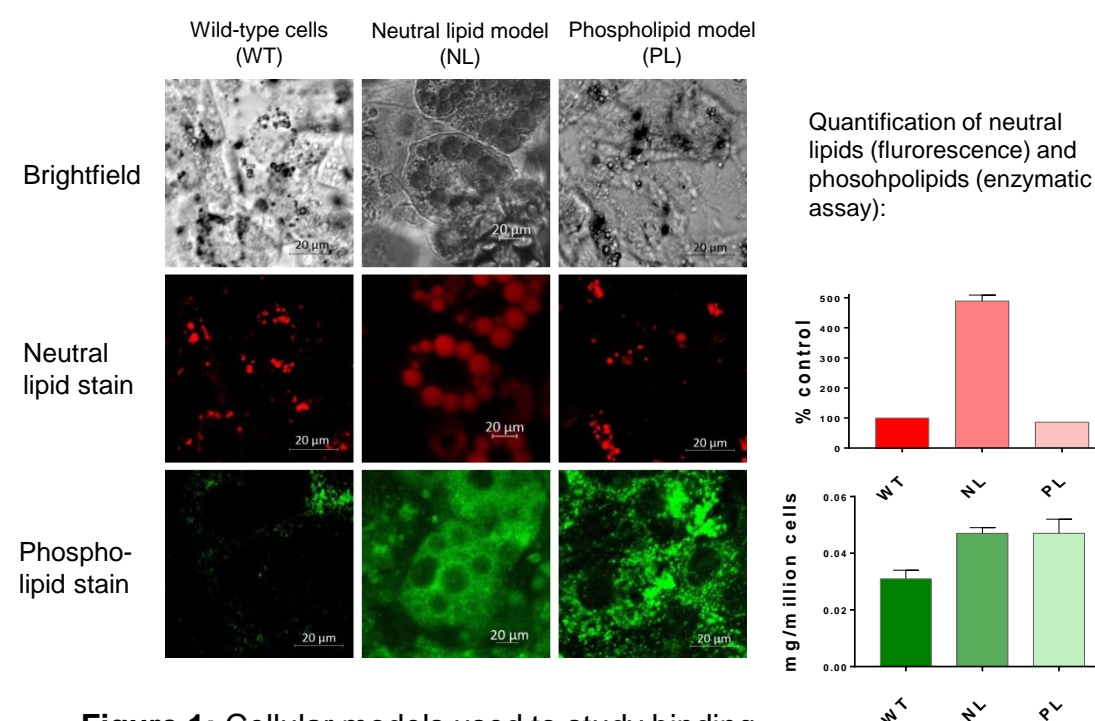 Wild-type cells
(WT)
Neutral lipid model
(NL)
Phospholipid model
(PL)
Brightfield
20 µm
20 µm
20 µm
Quantification of neutral
lipids (flurorescence) and
phosohpolipids (enzymatic
assay):
Neutral
lipid stain
20 µm
20 µm
20 µm
% control
500
400
300
200
100
0
WT
NL
PL
Phospho-
lipid stain
20 µm
20 µm
20 µm
mg/million cells
0.06
0.04
0.02
0.00
WT
NL
PL
Figure 1: Cellular models used to study binding